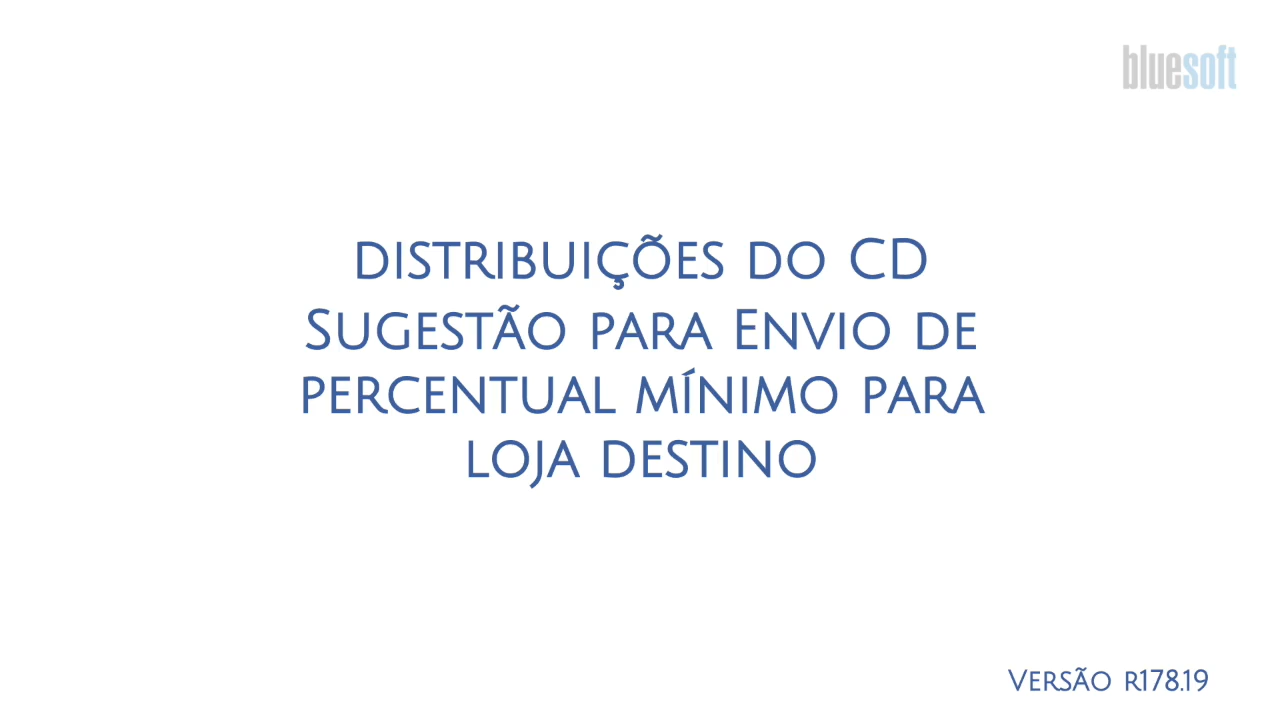 bluesoft
distribuições do CD
Sugestão para Envio de
percentual mínimo para
loja destino
Versão r178.19